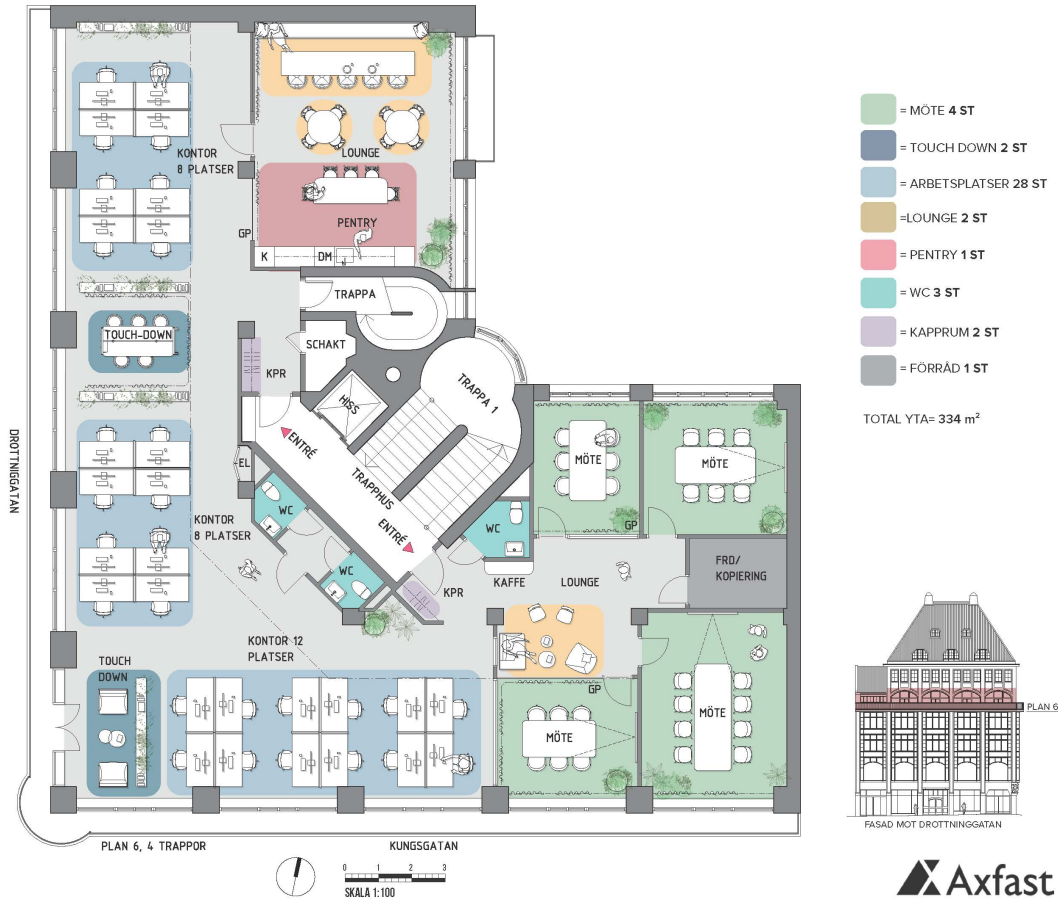 KONTOR
8 PLATSER
LOUNGE
PENTRY
GP
K
DM
TRAPPA
TOUCH-DOWN
SCHAKT
KPR
HISS
TRAPPA 1
ENTRÉ
TRAPPHUS
ENTRÉ
EL
WC
WC
WC
KPR
KONTOR
8 PLATSER
MÖTE
GP
MÖTE
KAFFE
LOUNGE
FRD/
KOPIERING
KONTOR 12
PLATSER
TOUCH
DOWN
GP
MÖTE
MÖTE
DROTTNIGGATAN
PLAN 6, 4 TRAPPOR
KUNGSGATAN
0 1 2 3
SKALA 1:100
= MÖTE 4 ST
= TOUCH DOWN 2 ST
= ARBETSPLATSER 28 ST
=LOUNGE 2 ST
= PENTRY 1 ST
= WC 3 ST
= KAPPRUM 2 ST
= FÖRRÅD 1 ST
TOTAL YTA= 334 m²
PLAN 6
FASAD MOT DROTTNINGGATAN
Axfast